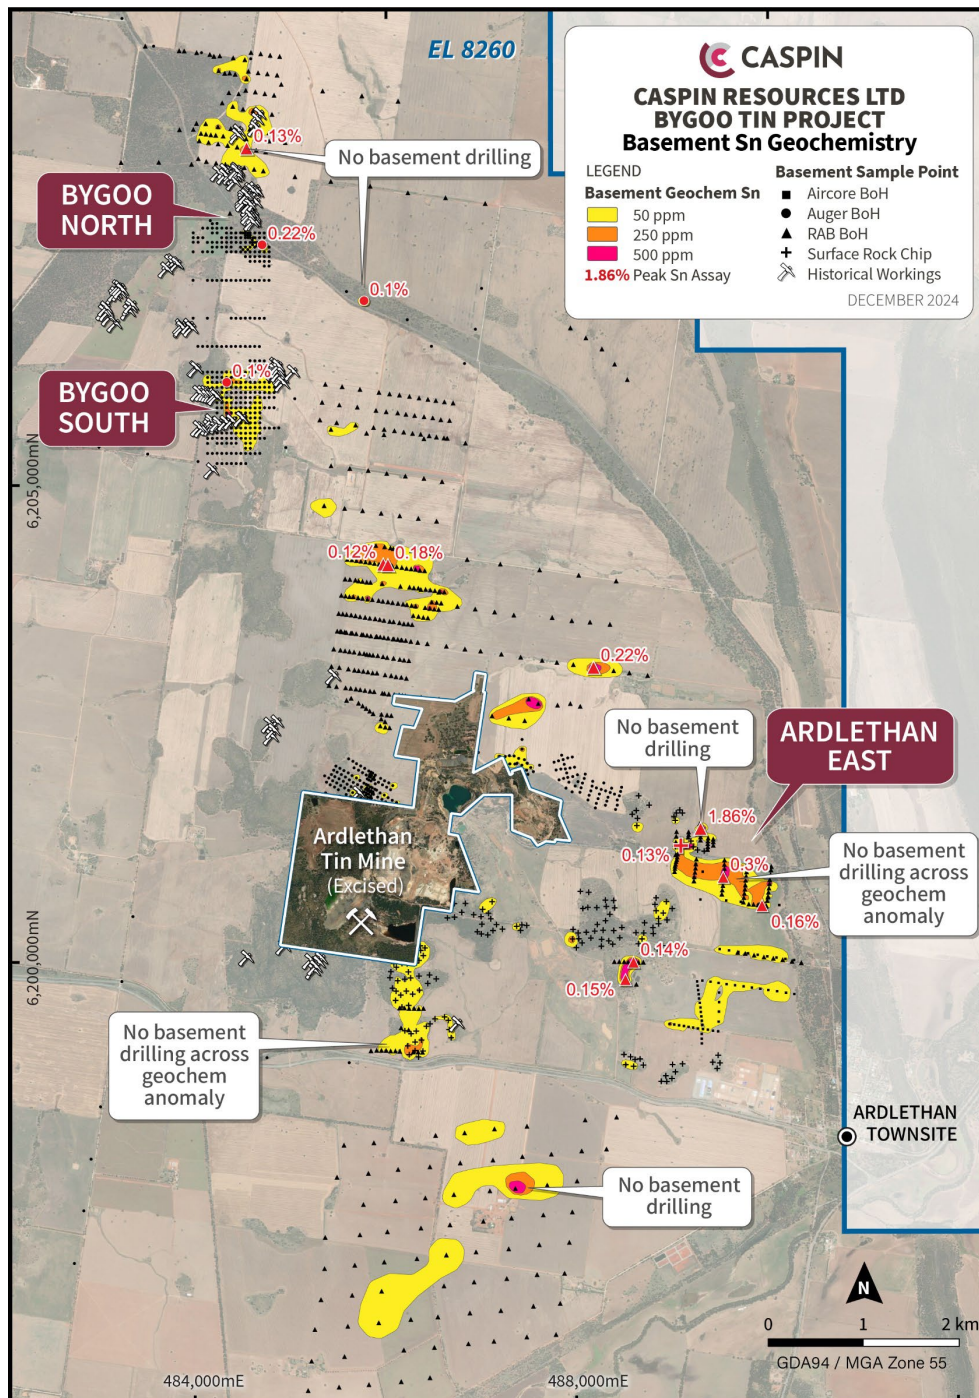 EL 8260
CASPIN
CASPIN RESOURCES LTD
BYGOO TIN PROJECT
Basement Sn Geochemistry
LEGEND
Basement Geochem Sn
50 ppm
250 ppm
500 ppm
1.86% Peak Sn Assay
Basement Sample Point
Aircore BoH
Auger BoH
RAB BoH
Surface Rock Chip
Historical Workings
DECEMBER 2024
0.13%
No basement drilling
BYGOO
NORTH
0.22%
0.1%
0.1%
BYGOO
SOUTH
6,205,000mN
0.12%
0.18%
0.22%
No basement
drilling
ARDLETHAN
EAST
1.86%
0.13%
0.3%
No basement
drilling across
geochem
anomaly
0.16%
Ardlethan
Tin Mine
(Excised)
0.14%
0.15%
6,200,000mN
No basement
drilling across
geochem
anomaly
ARDLETHAN
TOWNSITE
No basement
drilling
N
0 1 2 km
GDA94 / MGA Zone 55
484,000mE
488,000mE